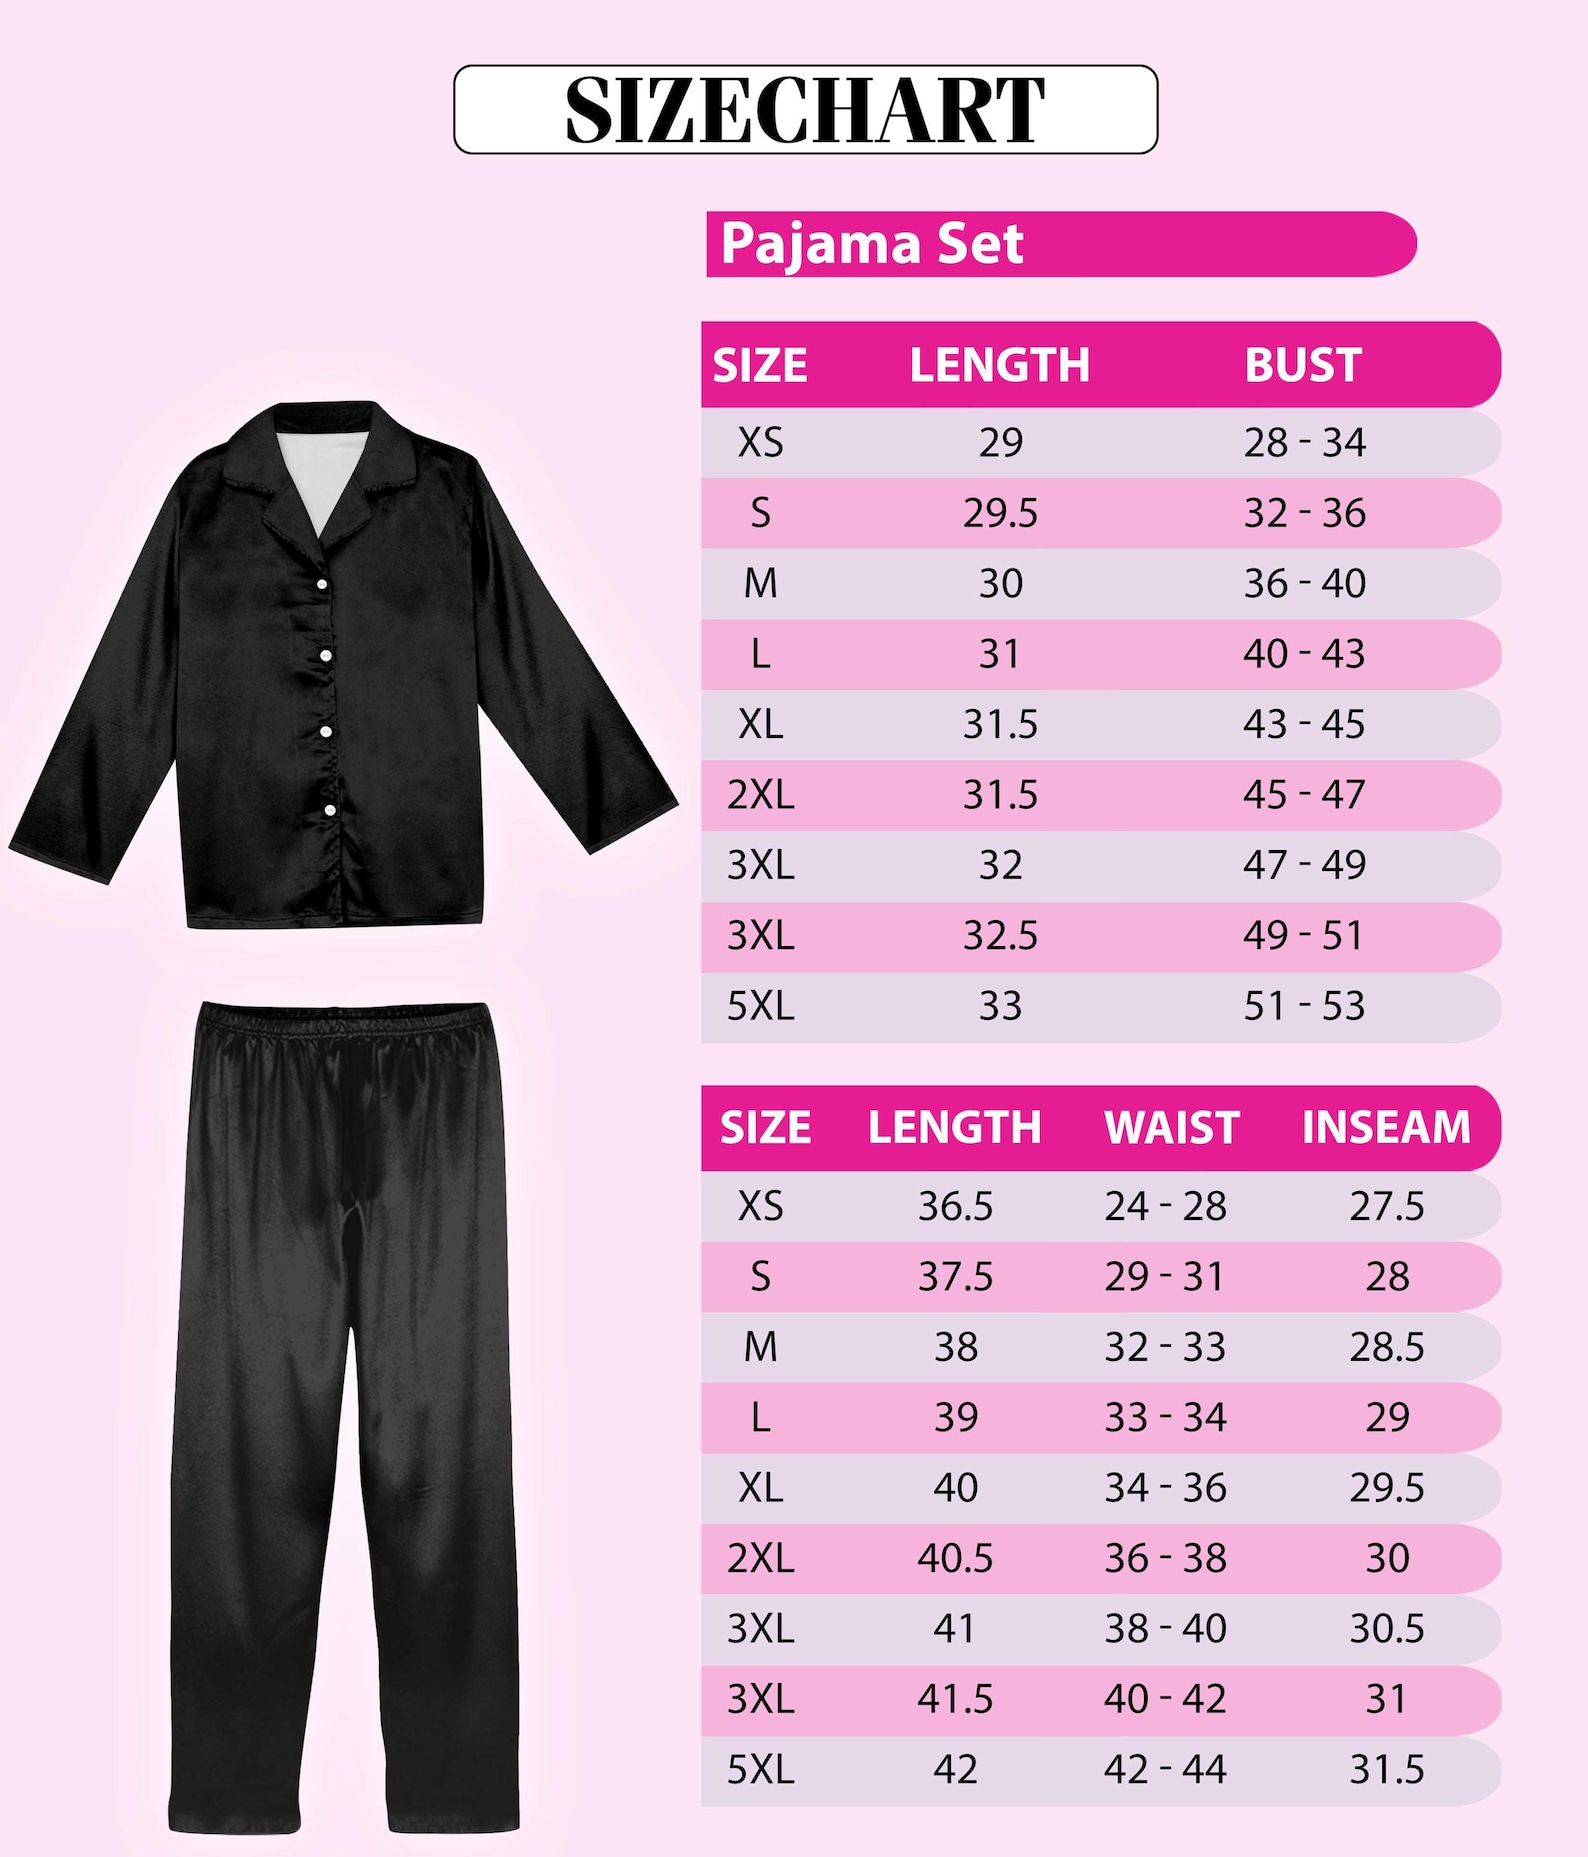 SIZECHART
Pajama Set
SIZE LENGTH BUST
XS 29 28 - 34
S 29.5 32 - 36
M 30 36 - 40
L 31 40 - 43
XL 31.5 43 - 45
2XL 31.5 45 - 47
3XL 32 47 - 49
3XL 32.5 49 - 51
5XL 33 51 - 53
SIZE LENGTH WAIST INSEAM
XS 36.5 24 - 28 27.5
S 37.5 29 - 31 28
M 38 32 - 33 28.5
L 39 33 - 34 29
XL 40 34 - 36 29.5
2XL 40.5 36 - 38 30
3XL 41 38 - 40 30.5
3XL 41.5 40 - 42 31
5XL 42 42 - 44 31.5